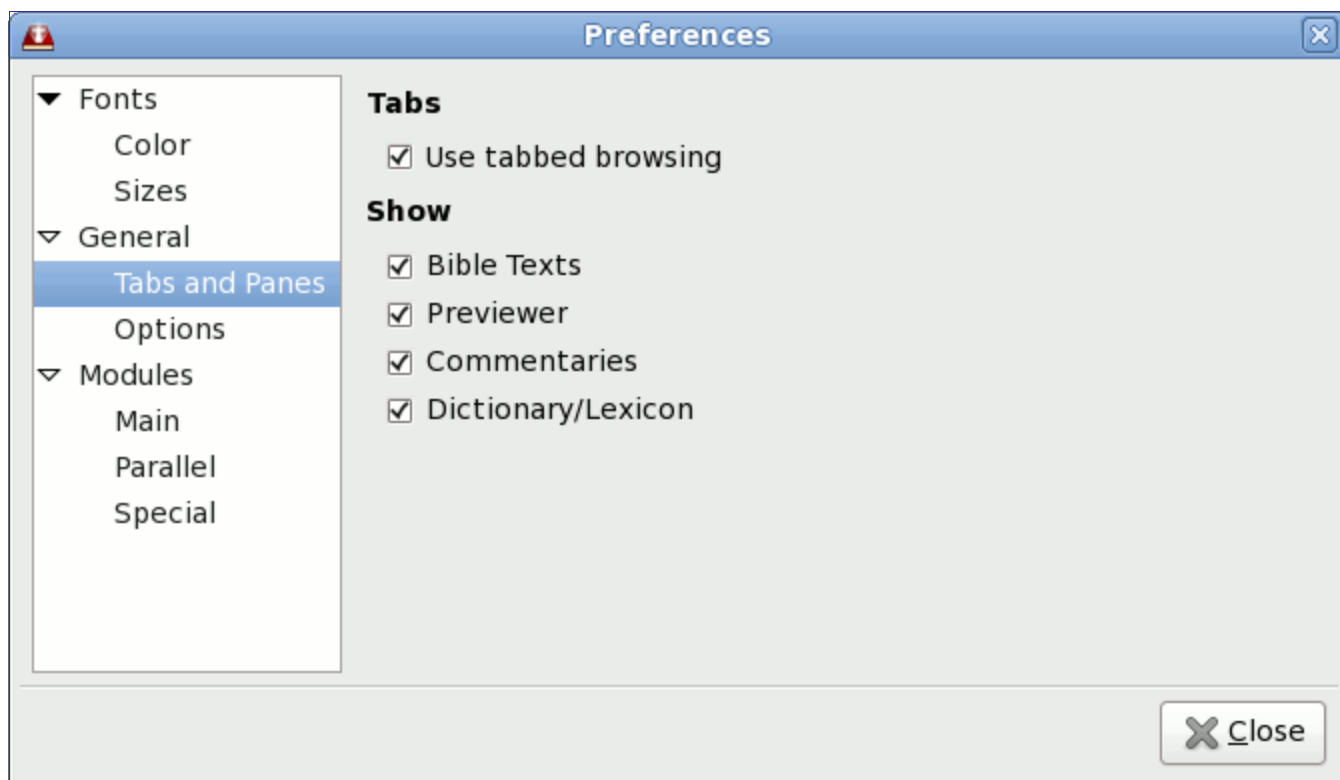 Preferences
Fonts
Color
Sizes
General
Tabs and Panes
Options
Modules
Main
Parallel
Special
Tabs
Use tabbed browsing
Show
Bible Texts
Previewer
Commentaries
Dictionary/Lexicon
Close